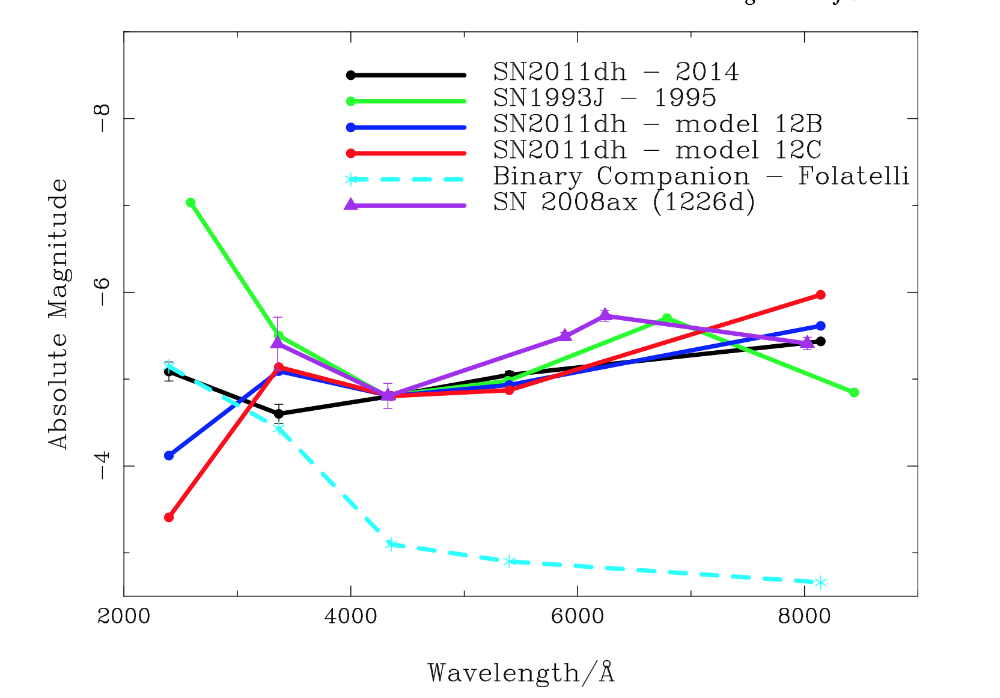 SN2011dh – 2014
SN1993J – 1995
SN2011dh – model 12B
SN2011dh – model 12C
Binary Companion – Folatelli
SN 2008ax (1226d)
Absolute Magnitude
−8
−6
−4
2000 4000 6000 8000
Wavelength/Å